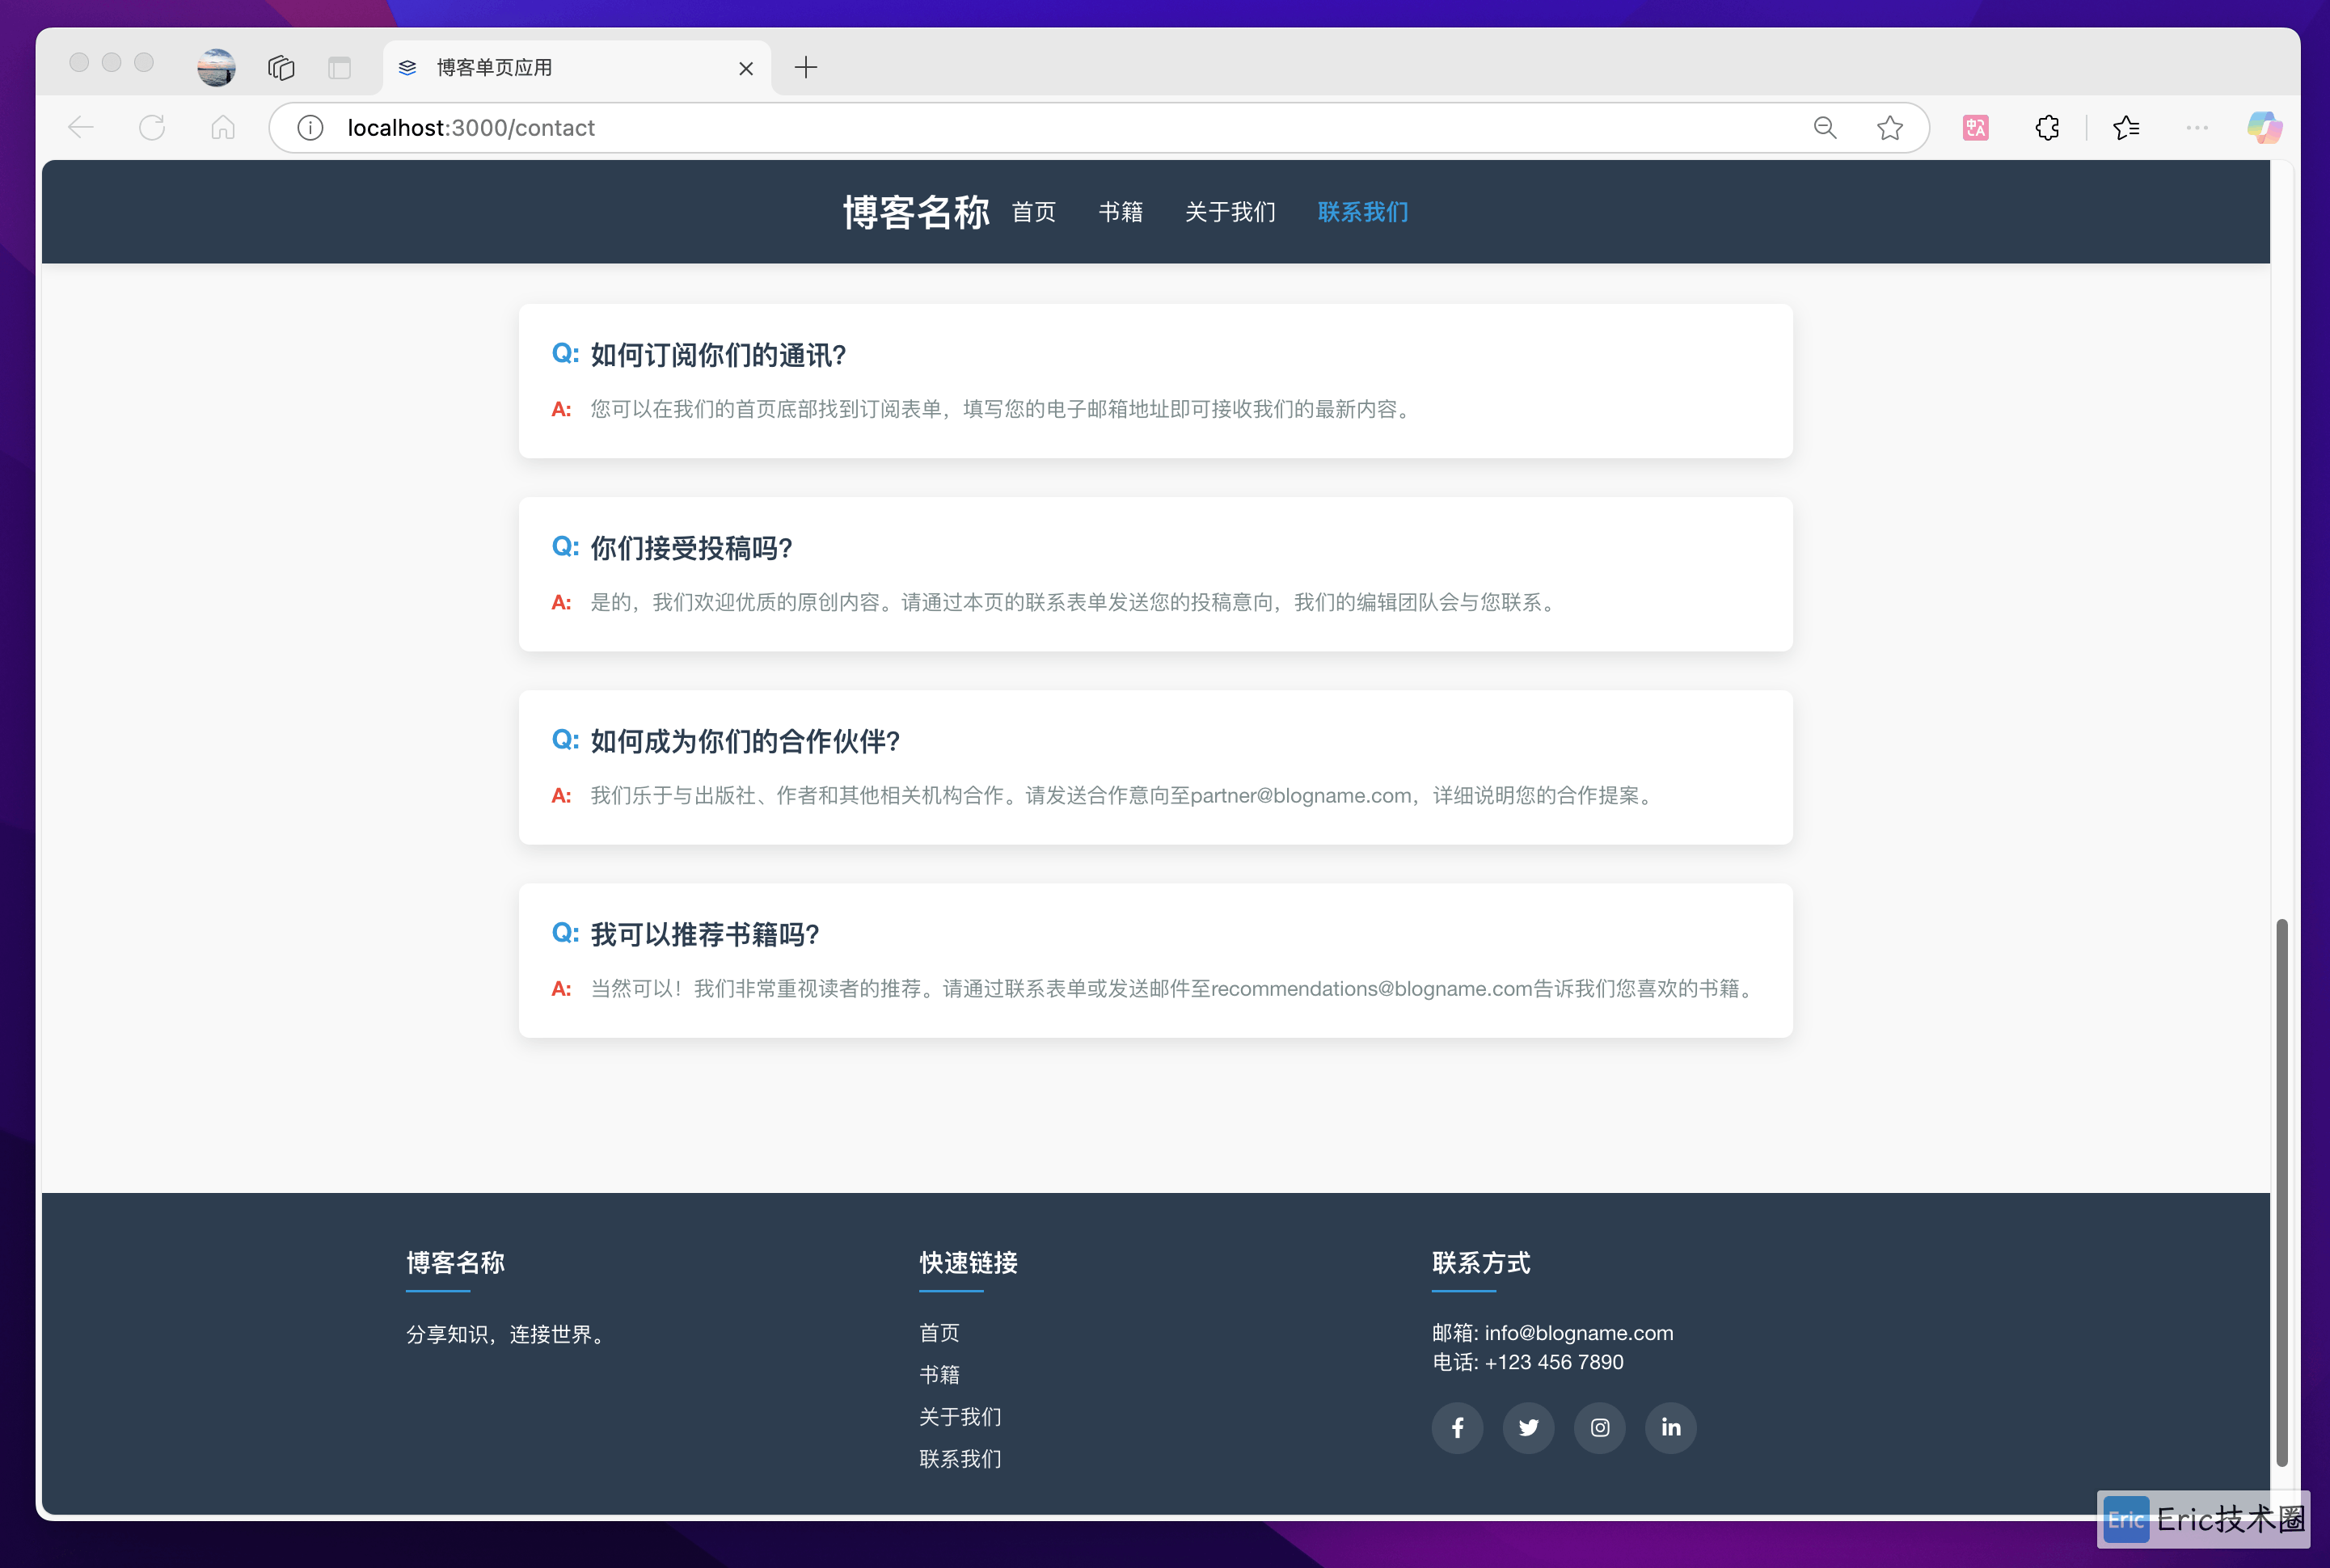 博客单页应用
localhost:3000/contact
博客名称 首页 书籍 关于我们 联系我们
Q: 如何订阅你们的通讯?
A: 您可以在我们的首页底部找到订阅表单，填写您的电子邮箱地址即可接收我们的最新内容。
Q: 你们接受投稿吗?
A: 是的，我们欢迎优质的原创内容。请通过本页的联系表单发送您的投稿意向，我们的编辑团队会与您联系。
Q: 如何成为你们的合作伙伴?
A: 我们乐于与出版社、作者和其他相关机构合作。请发送合作意向至partner@blogname.com，详细说明您的合作提案。
Q: 我可以推荐书籍吗?
A: 当然可以！我们非常重视读者的推荐。请通过联系表单或发送邮件至recommendations@blogname.com告诉我们您喜欢的书籍。
博客名称
分享知识，连接世界。
快速链接
首页
书籍
关于我们
联系我们
联系方式
邮箱: info@blogname.com
电话: +123 456 7890
Eric Eric技术圈